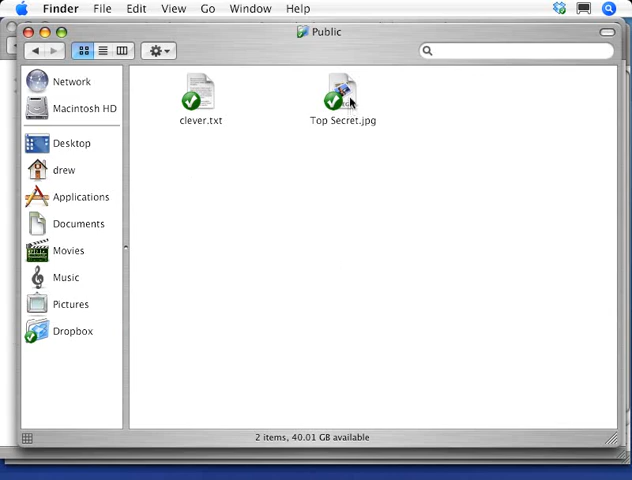 Finder File Edit View Go Window Help
Public
Network
Macintosh HD
Desktop
drew
Applications
Documents
Movies
Music
Pictures
Dropbox
clever.txt
Top Secret.jpg
2 items, 40.01 GB available